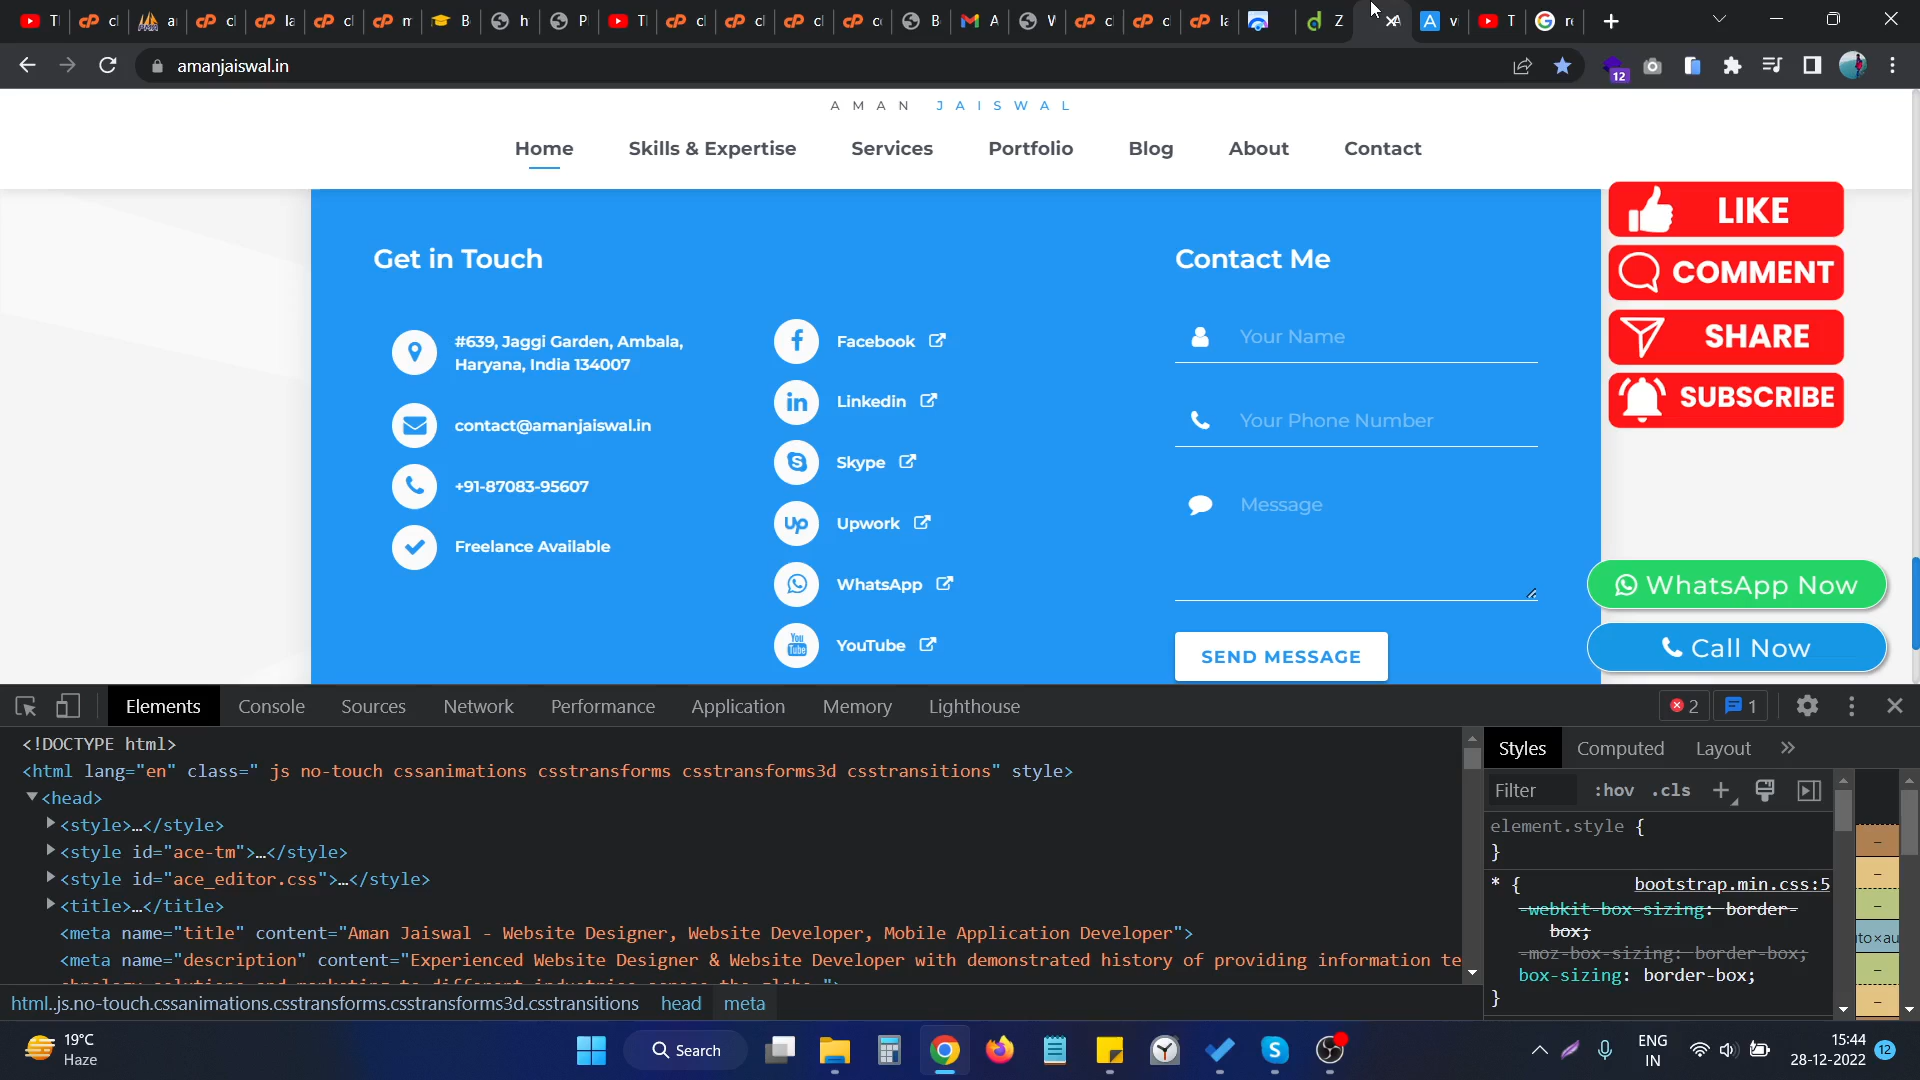 amanjaiswal.in
12
AMAN JAISWAL
Home
Skills & Expertise
Services
Portfolio
Blog
About
Contact
Get in Touch
#639, Jaggi Garden, Ambala,
Haryana, India 134007
contact@amanjaiswal.in
+91-87083-95607
Freelance Available
Facebook
Linkedin
Skype
Upwork
WhatsApp
YouTube
Contact Me
Your Name
Your Phone Number
Message
SEND MESSAGE
LIKE
COMMENT
SHARE
SUBSCRIBE
WhatsApp Now
Call Now
Elements Console Sources Network Performance Application Memory Lighthouse
2
1
<!DOCTYPE html>
<html lang="en" class=" js no-touch cssanimations csstransforms csstransforms3d csstransitions" style>
<head>
<style>…</style>
<style id="ace-tm">…</style>
<style id="ace_editor.css">…</style>
<title>…</title>
<meta name="title" content="Aman Jaiswal - Website Designer, Website Developer, Mobile Application Developer">
<meta name="description" content="Experienced Website Designer & Website Developer with demonstrated history of providing information te
html.js.no-touch.cssanimations.csstransforms.csstransforms3d.csstransitions head meta
Styles Computed Layout »
Filter :hov .cls
element.style {
}
* { bootstrap.min.css:5
-webkit-box-sizing: border-
box;
-moz-box-sizing: border-box;
box-sizing: border-box;
}
19°C
Haze
Search
ENG
IN
15:44
28-12-2022
12